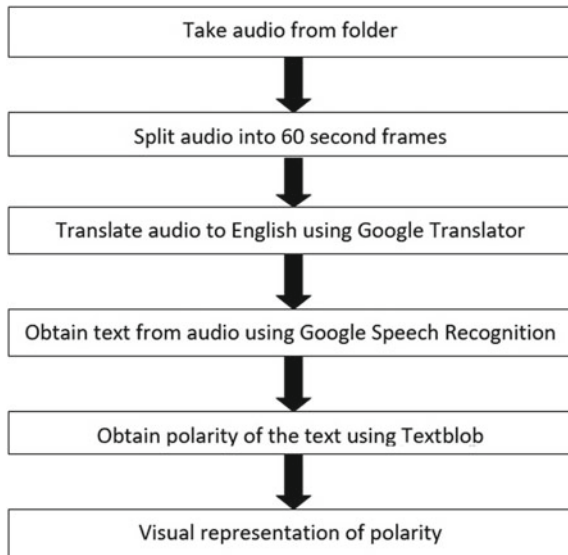 Take audio from folder
Split audio into 60 second frames
Translate audio to English using Google Translator
Obtain text from audio using Google Speech Recognition
Obtain polarity of the text using Textblob
Visual representation of polarity